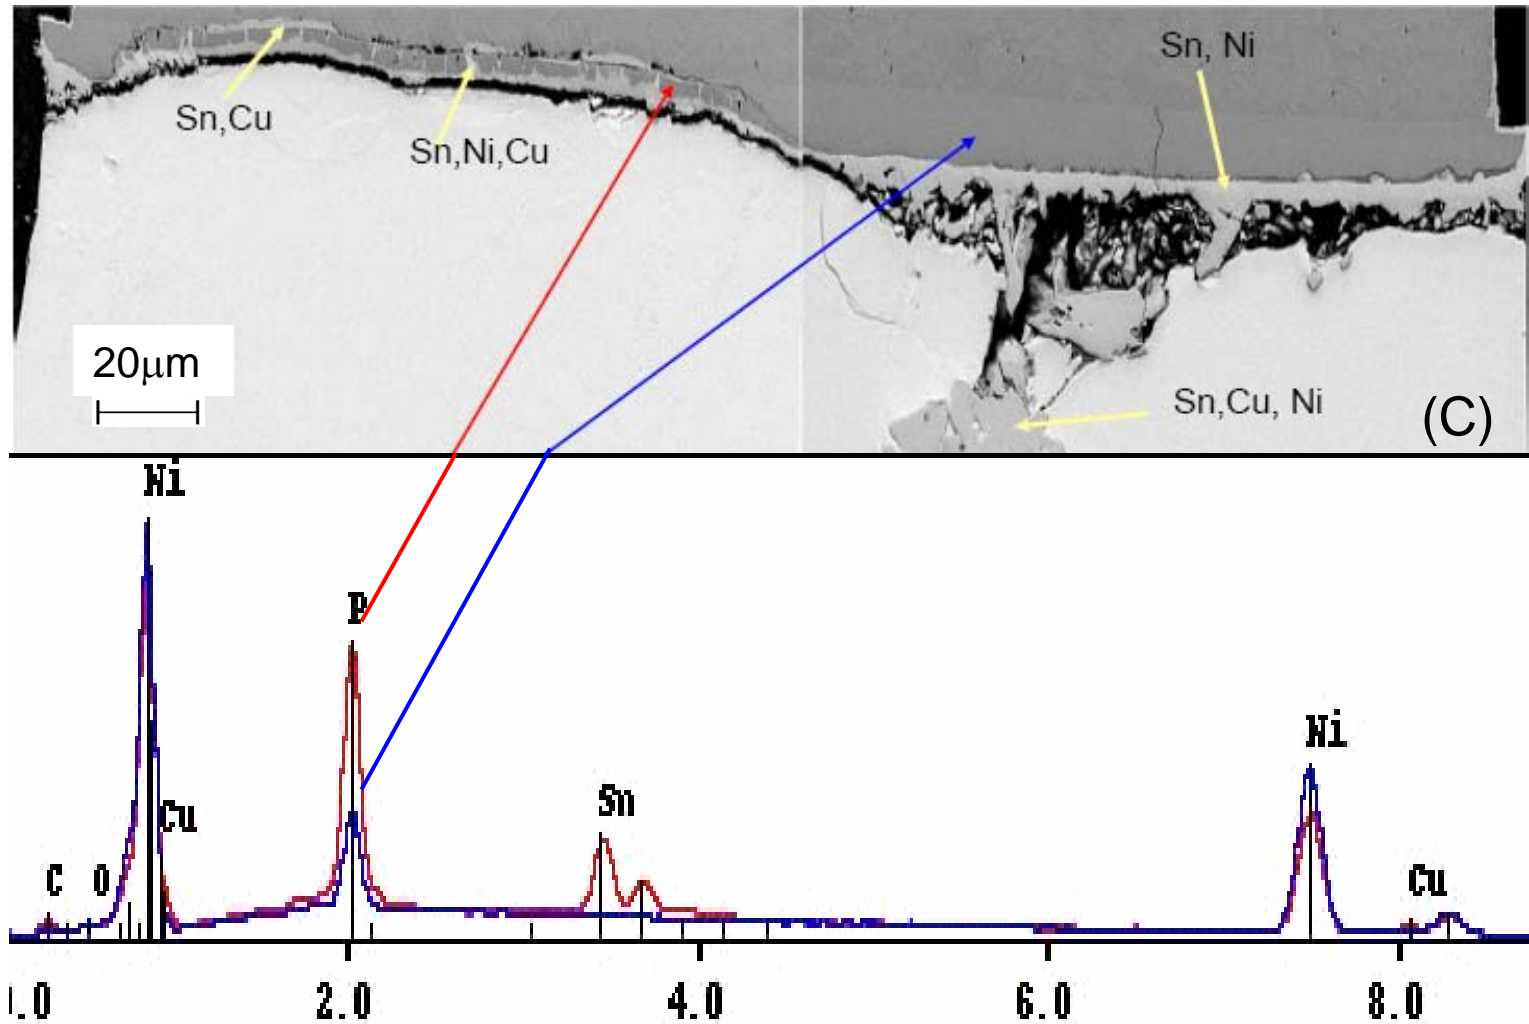 Sn, Ni
Sn,Cu
Sn,Ni,Cu
20μm
Sn,Cu, Ni
(C)
Ni
P
Ni
Sn
Cu
C
O
Cu
.0
2.0
4.0
6.0
8.0